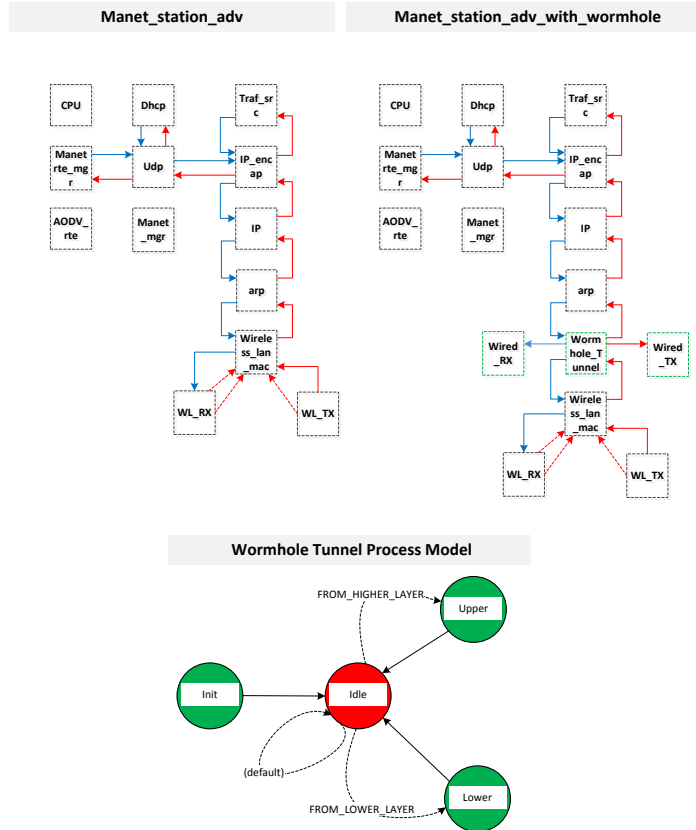 Manet_station_adv
Manet_station_adv_with_wormhole
CPU
Dhcp
Traf_sr
c
Manet
rte_mg
r
Udp
IP_enc
ap
AODV_
rte
Manet
_mgr
IP
arp
Wirele
ss_lan
_mac
WL_RX
WL_TX
CPU
Dhcp
Traf_sr
c
Manet
rte_mg
r
Udp
IP_enc
ap
AODV_
rte
Manet
_mgr
IP
arp
Wired
_RX
Worm
hole_T
unnel
Wired_
TX
Wirele
ss_lan
_mac
WL_RX
WL_TX
Wormhole Tunnel Process Model
FROM_HIGHER_LAYER
Upper
Init
Idle
(default)
FROM_LOWER_LAYER
Lower